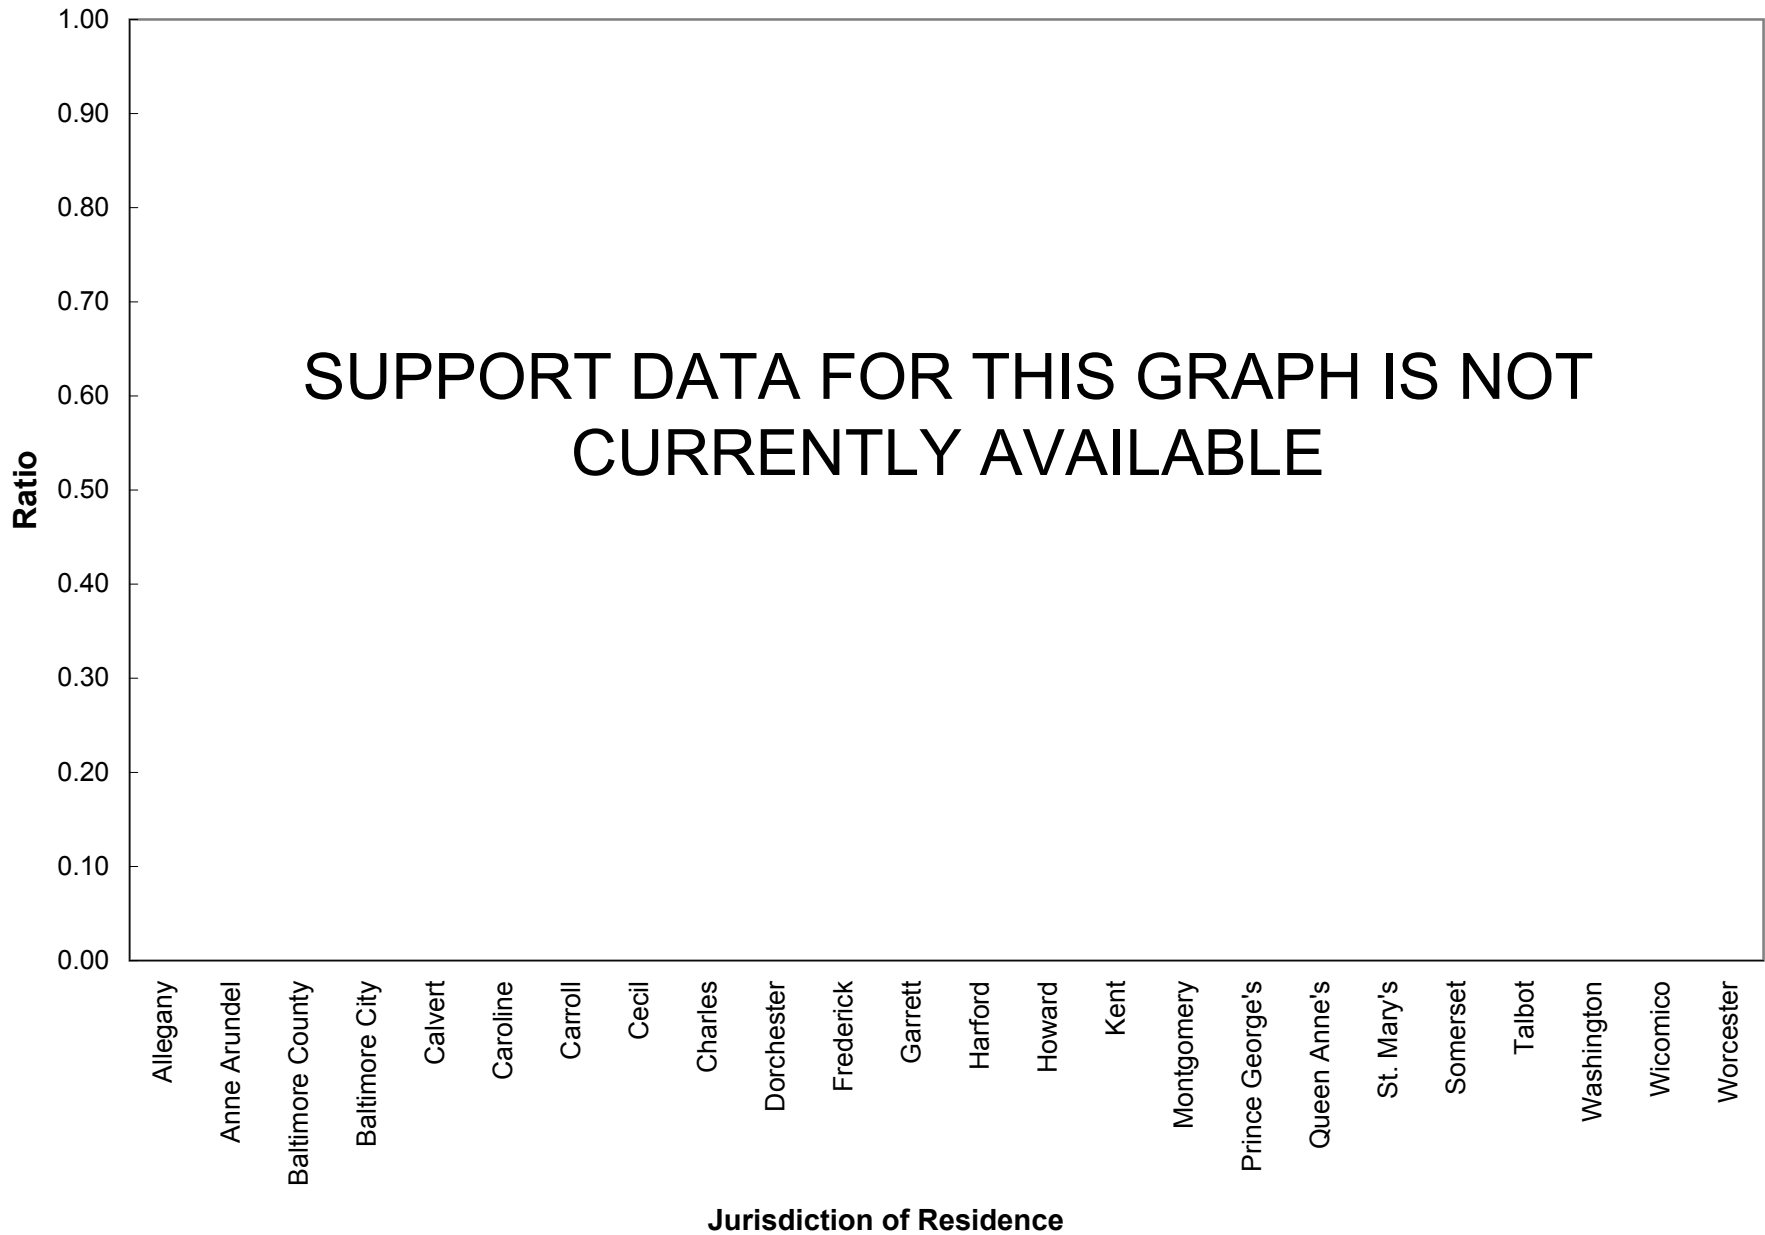 1.00
0.90
0.80
0.70
0.60
0.50
0.40
0.30
0.20
0.10
0.00
Ratio
SUPPORT DATA FOR THIS GRAPH IS NOT
CURRENTLY AVAILABLE
Allegany
Anne Arundel
Baltimore County
Baltimore City
Calvert
Caroline
Carroll
Cecil
Charles
Dorchester
Frederick
Garrett
Harford
Howard
Kent
Montgomery
Prince George's
Queen Anne's
St. Mary's
Somerset
Talbot
Washington
Wicomico
Worcester
Jurisdiction of Residence